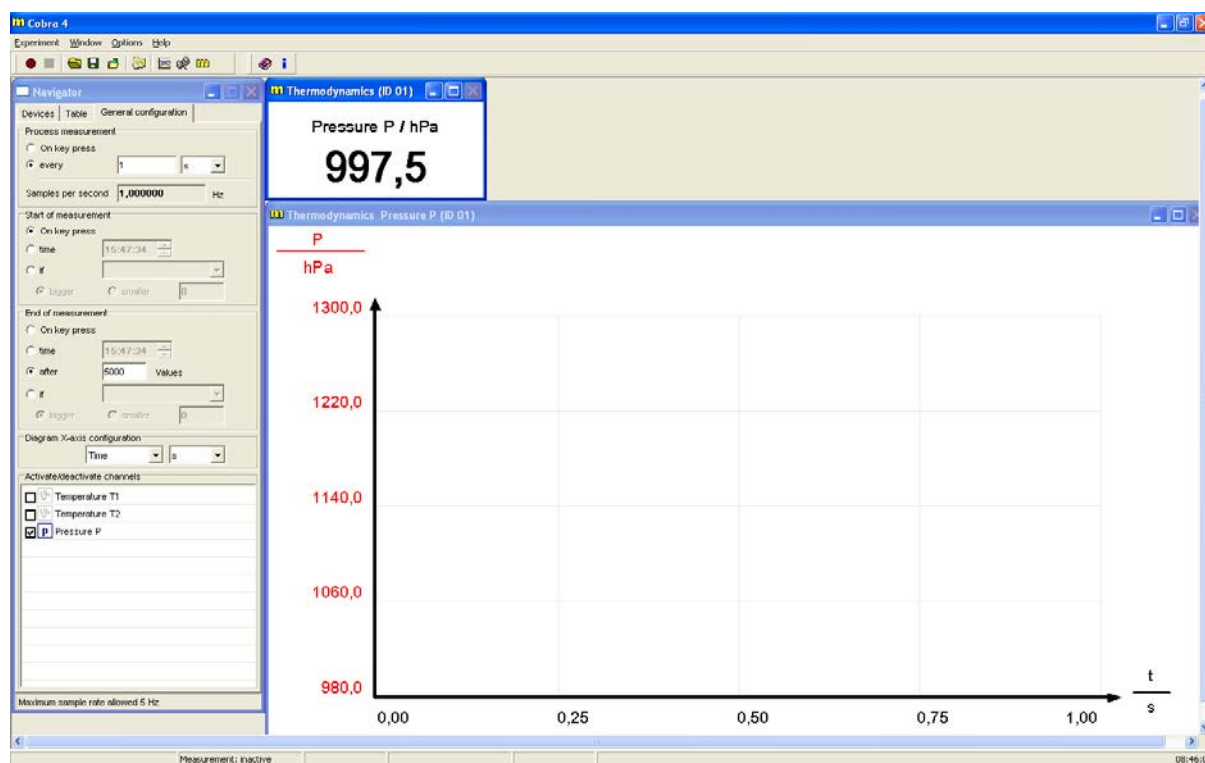 m Cobra 4
Experiment Window Options Help
Navigator
Devices Table General configuration
Process measurement
On key press
every 1 s
Samples per second 1,000000 Hz
Start of measurement
On key press
time 15:47:34
if
bigger smaller 0
End of measurement
On key press
time 15:47:34
after 5000 Values
if
bigger smaller 0
Diagram X-axis configuration
Time s
Activate/deactivate channels
Temperature T1
Temperature T2
p Pressure P
Maximum sample rate allowed 5 Hz
m Thermodynamics (ID 01)
Pressure P / hPa
997,5
m Thermodynamics Pressure P (ID 01)
P
hPa
1300,0
1220,0
1140,0
1060,0
980,0
0,00 0,25 0,50 0,75 1,00
t
s
Measurement: inactive